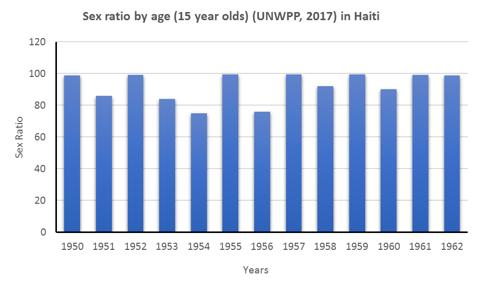 Sex ratio by age (15 year olds) (UNWPP, 2017) in Haiti
120
100
80
60
40
20
0
Sex Ratio
1950 1951 1952 1953 1954 1955 1956 1957 1958 1959 1960 1961 1962
Years